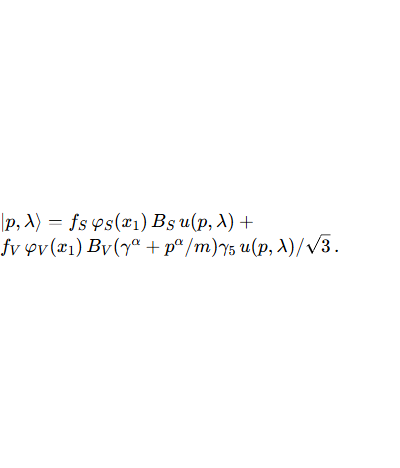 |p, λ⟩ = f_S φ_S(x_1) B_S u(p, λ) +
f_V φ_V(x_1) B_V(γ^α + p^α/m)γ_5 u(p, λ)/√3 .